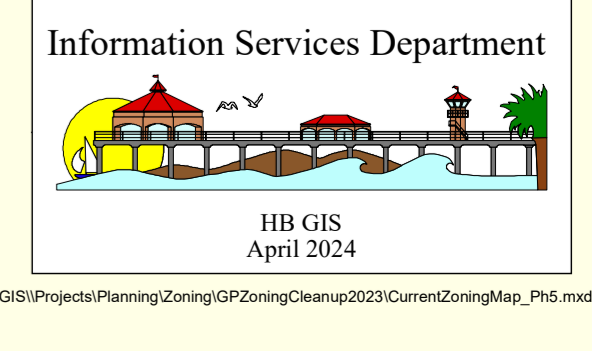 Information Services Department
HB GIS
April 2024
GIS\\Projects\Planning\Zoning\GPZoningCleanup2023\CurrentZoningMap_Ph5.mxd